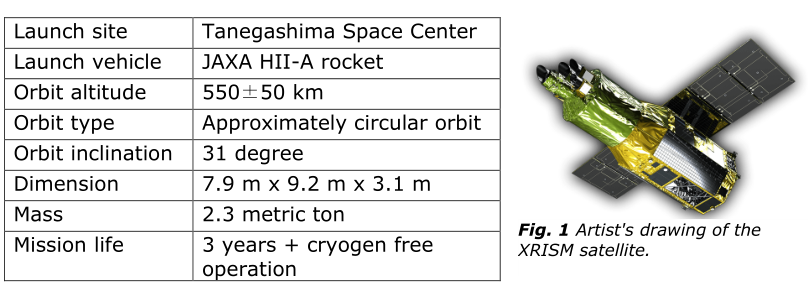 Launch site Tanegashima Space Center
Launch vehicle JAXA HII-A rocket
Orbit altitude 550±50 km
Orbit type Approximately circular orbit
Orbit inclination 31 degree
Dimension 7.9 m x 9.2 m x 3.1 m
Mass 2.3 metric ton
Mission life 3 years + cryogen free
operation
Fig. 1 Artist's drawing of the
XRISM satellite.